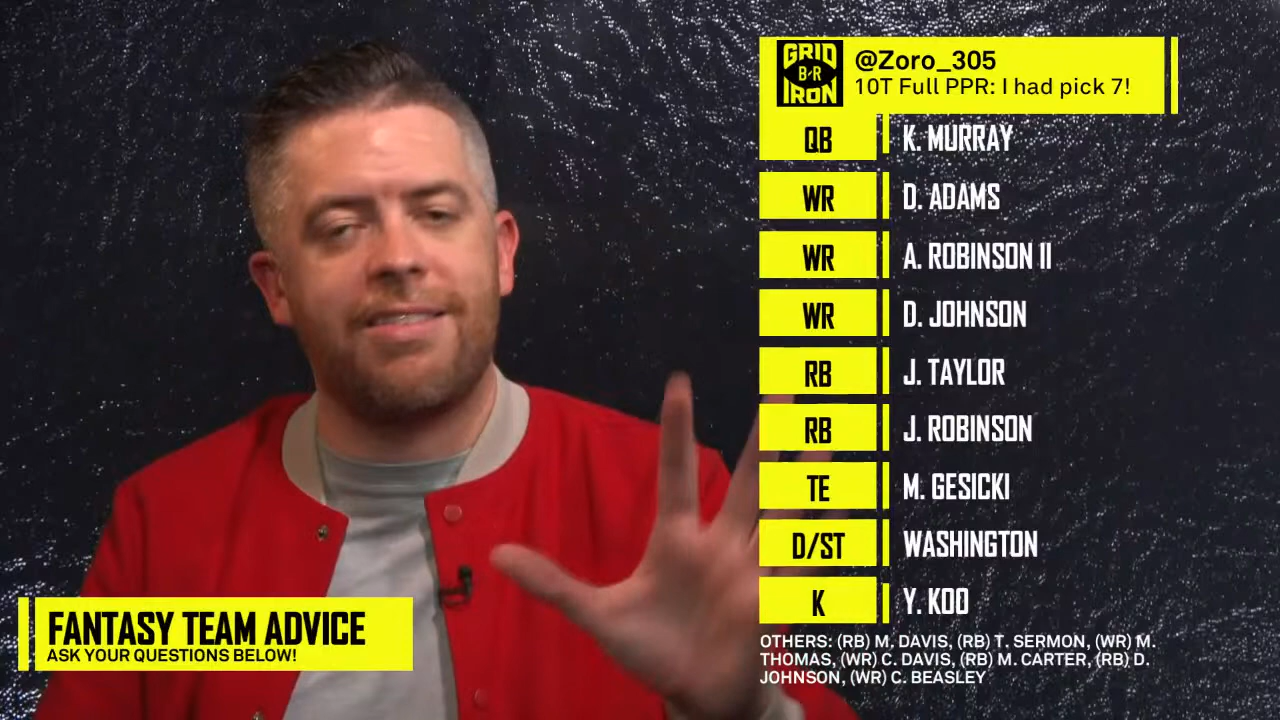 GRID
B/R
IRON
@Zoro_305
10T Full PPR: I had pick 7!
QB K. MURRAY
WR D. ADAMS
WR A. ROBINSON II
WR D. JOHNSON
RB J. TAYLOR
RB J. ROBINSON
TE M. GESICKI
D/ST WASHINGTON
K Y. KOO
OTHERS: (RB) M. DAVIS, (RB) T. SERMON, (WR) M.
THOMAS, (WR) C. DAVIS, (RB) M. CARTER, (RB) D.
JOHNSON, (WR) C. BEASLEY
FANTASY TEAM ADVICE
ASK YOUR QUESTIONS BELOW!